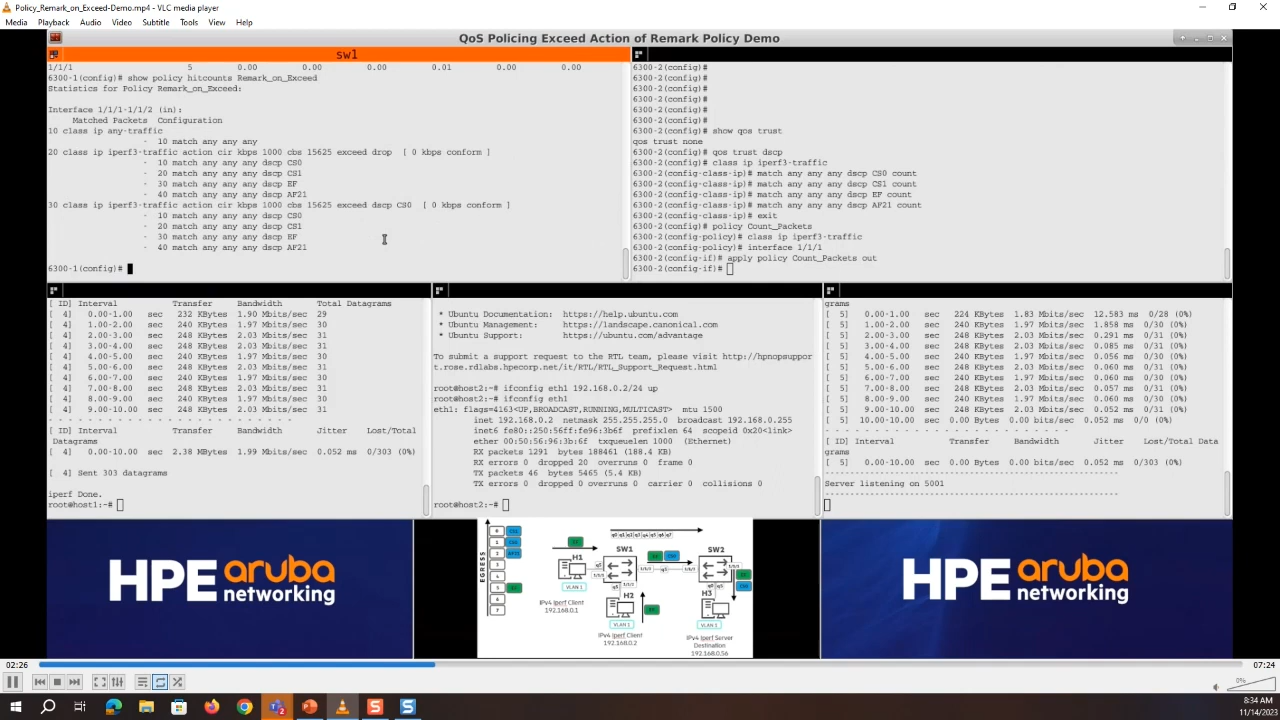 Policy_Remark_on_Exceed-Demo.mp4 - VLC media player
Media Playback Audio Video Subtitle Tools View Help
QoS Policing Exceed Action of Remark Policy Demo
sw1
1/1/1 5 0.00 0.00 0.00 0.01 0.00 0.00
6300-1(config)# show policy hitcounts Remark_on_Exceed
Statistics for Policy Remark_on_Exceed:
Interface 1/1/1-1/1/2 (in):
Matched Packets Configuration
10 class ip any-traffic
- 10 match any any any
20 class ip iperf3-traffic action cir kbps 1000 cbs 15625 exceed drop [ 0 kbps conform ]
- 10 match any any any dscp CS0
- 20 match any any any dscp CS1
- 30 match any any any dscp EF
- 40 match any any any dscp AF21
30 class ip iperf3-traffic action cir kbps 1000 cbs 15625 exceed dscp CS0 [ 0 kbps conform ]
- 10 match any any any dscp CS0
- 20 match any any any dscp CS1
- 30 match any any any dscp EF
- 40 match any any any dscp AF21
6300-1(config)#
6300-2(config)#
6300-2(config)#
6300-2(config)#
6300-2(config)#
6300-2(config)#
6300-2(config)#
6300-2(config)# show qos trust
qos trust none
6300-2(config)# qos trust dscp
6300-2(config)# class ip iperf3-traffic
6300-2(config-class-ip)# match any any any dscp CS0 count
6300-2(config-class-ip)# match any any any dscp CS1 count
6300-2(config-class-ip)# match any any any dscp EF count
6300-2(config-class-ip)# match any any any dscp AF21 count
6300-2(config-class-ip)# exit
6300-2(config)# policy Count_Packets
6300-2(config-policy)# class ip iperf3-traffic
6300-2(config-policy)# interface 1/1/1
6300-2(config-if)# apply policy Count_Packets out
6300-2(config-if)#
[ ID] Interval Transfer Bandwidth Total Datagrams
[ 4] 0.00-1.00 sec 232 KBytes 1.90 Mbits/sec 29
[ 4] 1.00-2.00 sec 240 KBytes 1.97 Mbits/sec 30
[ 4] 2.00-3.00 sec 248 KBytes 2.03 Mbits/sec 31
[ 4] 3.00-4.00 sec 248 KBytes 2.03 Mbits/sec 31
[ 4] 4.00-5.00 sec 240 KBytes 1.97 Mbits/sec 30
[ 4] 5.00-6.00 sec 248 KBytes 2.03 Mbits/sec 31
[ 4] 6.00-7.00 sec 240 KBytes 1.97 Mbits/sec 30
[ 4] 7.00-8.00 sec 248 KBytes 2.03 Mbits/sec 31
[ 4] 8.00-9.00 sec 240 KBytes 1.97 Mbits/sec 30
[ 4] 9.00-10.00 sec 248 KBytes 2.03 Mbits/sec 31
- - - - - - - - - - - - - - - - - - - - - - - - -
[ ID] Interval Transfer Bandwidth Jitter Lost/Total
Datagrams
[ 4] 0.00-10.00 sec 2.38 MBytes 1.99 Mbits/sec 0.052 ms 0/303 (0%)
[ 4] Sent 303 datagrams
iperf Done.
root@host1:~#
* Ubuntu Documentation: https://help.ubuntu.com
* Ubuntu Management: https://landscape.canonical.com
* Ubuntu Support: https://ubuntu.com/advantage
To submit a support request to the RTL team, please visit http://hpnopsuppor
t.rose.rdlabs.hpecorp.net/it/RTL/RTL_Support_Request.html
root@host2:~# ifconfig eth1 192.168.0.2/24 up
root@host2:~# ifconfig eth1
eth1: flags=4163<UP,BROADCAST,RUNNING,MULTICAST> mtu 1500
inet 192.168.0.2 netmask 255.255.255.0 broadcast 192.168.0.255
inet6 fe80::250:56ff:fe96:3b6f prefixlen 64 scopeid 0x20<link>
ether 00:50:56:96:3b:6f txqueuelen 1000 (Ethernet)
RX packets 1291 bytes 188461 (188.4 KB)
RX errors 0 dropped 20 overruns 0 frame 0
TX packets 46 bytes 5465 (5.4 KB)
TX errors 0 dropped 0 overruns 0 carrier 0 collisions 0
root@host2:~#
grams
[ 5] 0.00-1.00 sec 224 KBytes 1.83 Mbits/sec 12.583 ms 0/28 (0%)
[ 5] 1.00-2.00 sec 240 KBytes 1.97 Mbits/sec 1.858 ms 0/30 (0%)
[ 5] 2.00-3.00 sec 248 KBytes 2.03 Mbits/sec 0.291 ms 0/31 (0%)
[ 5] 3.00-4.00 sec 248 KBytes 2.03 Mbits/sec 0.085 ms 0/31 (0%)
[ 5] 4.00-5.00 sec 240 KBytes 1.97 Mbits/sec 0.056 ms 0/30 (0%)
[ 5] 5.00-6.00 sec 248 KBytes 2.03 Mbits/sec 0.060 ms 0/31 (0%)
[ 5] 6.00-7.00 sec 240 KBytes 1.97 Mbits/sec 0.060 ms 0/30 (0%)
[ 5] 7.00-8.00 sec 248 KBytes 2.03 Mbits/sec 0.057 ms 0/31 (0%)
[ 5] 8.00-9.00 sec 240 KBytes 1.97 Mbits/sec 0.060 ms 0/30 (0%)
[ 5] 9.00-10.00 sec 248 KBytes 2.03 Mbits/sec 0.052 ms 0/31 (0%)
[ 5] 10.00-10.00 sec 0.00 Bytes 0.00 bits/sec 0.052 ms 0/0 (0%)
- - - - - - - - - - - - - - - - - - - - - - - - -
[ ID] Interval Transfer Bandwidth Jitter Lost/Total Data
grams
[ 5] 0.00-10.00 sec 0.00 Bytes 0.00 bits/sec 0.052 ms 0/303 (0%)
-----------------------------------------------------------
Server listening on 5001
-----------------------------------------------------------
HPE aruba
networking
EGRESS
0
1
2
3
4
5
6
7
AF21
SW1
SW2
H1
H2
H3
VLAN 1
IPv4 Iperf Client
192.168.0.1
VLAN 1
IPv4 Iperf Client
192.168.0.2
VLAN 1
IPv4 Iperf Server
Destination
192.168.0.56
HPE aruba
networking
02:26
07:24
0%
8:34 AM
11/14/2023